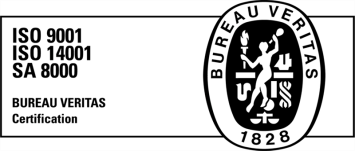 ISO 9001
ISO 14001
SA 8000
BUREAU VERITAS
Certification
BUREAU VERITAS
1828